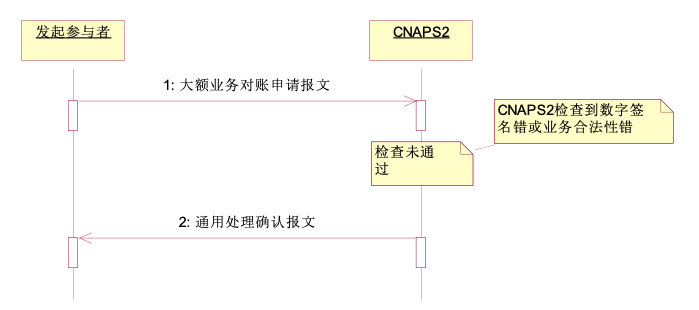 发起参与者
CNAPS2
1: 大额业务对账申请报文
CNAPS2检查到数字签
名错或业务合法性错
检查未通
过
2: 通用处理确认报文